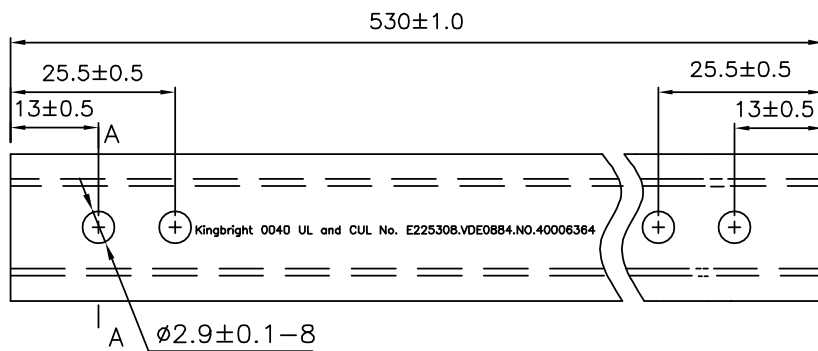 530±1.0
25.5±0.5
25.5±0.5
13±0.5
13±0.5
A
Kingbright 0040 UL and CUL No. E225308.VDE0884.NO.40006364
A
ø2.9±0.1-8